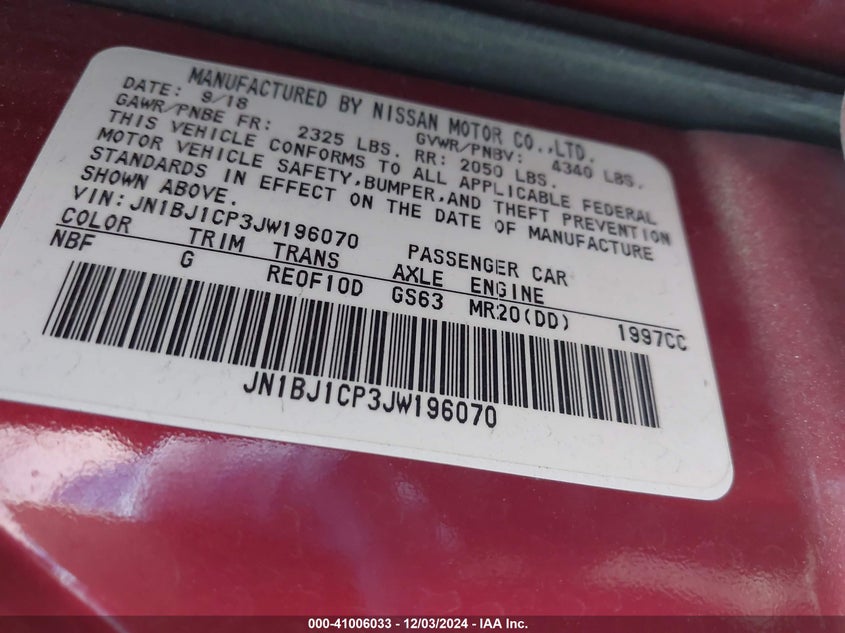 MANUFACTURED BY NISSAN MOTOR CO.,LTD.
DATE: 9/18 GVWR/PNBV: 4340 LBS.
GAWR/PNBE FR: 2325 LBS. RR: 2050 LBS.
THIS VEHICLE CONFORMS TO ALL APPLICABLE FEDERAL
MOTOR VEHICLE SAFETY,BUMPER,AND THEFT PREVENTION
STANDARDS IN EFFECT ON THE DATE OF MANUFACTURE
SHOWN ABOVE.
VIN:JN1BJ1CP3JW196070 PASSENGER CAR
COLOR TRIM TRANS AXLE ENGINE
NBF G RE0F10D GS63 MR20(DD) 1997CC
JN1BJ1CP3JW196070
000-41006033 - 12/03/2024 - IAA Inc.